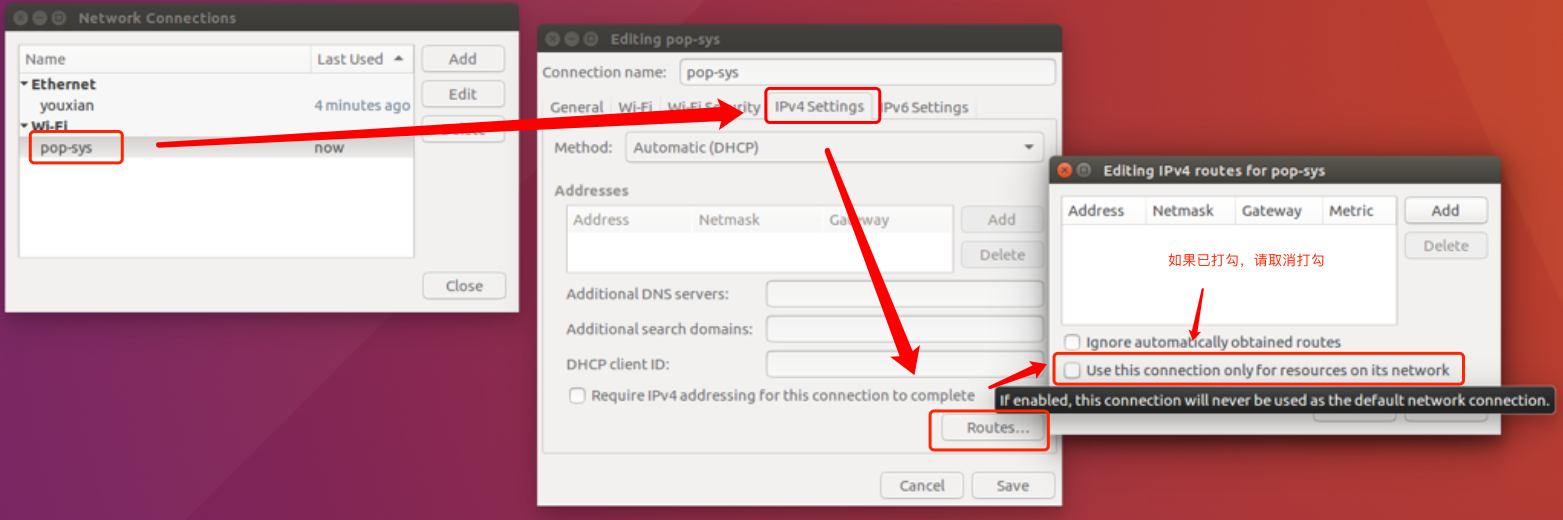 Network Connections
Name Last Used
Ethernet
youxian 4 minutes ago
Wi-Fi
pop-sys now
Add
Edit
Delete
Close
Editing pop-sys
Connection name: pop-sys
General Wi-Fi Wi-Fi Security IPv4 Settings IPv6 Settings
Method: Automatic (DHCP)
Addresses
Address Netmask Gateway
Add
Delete
Additional DNS servers:
Additional search domains:
DHCP client ID:
Require IPv4 addressing for this connection to complete
Routes...
Cancel Save
Editing IPv4 routes for pop-sys
Address Netmask Gateway Metric
Add
Delete
如果已打勾，请取消打勾
Ignore automatically obtained routes
Use this connection only for resources on its network
If enabled, this connection will never be used as the default network connection.